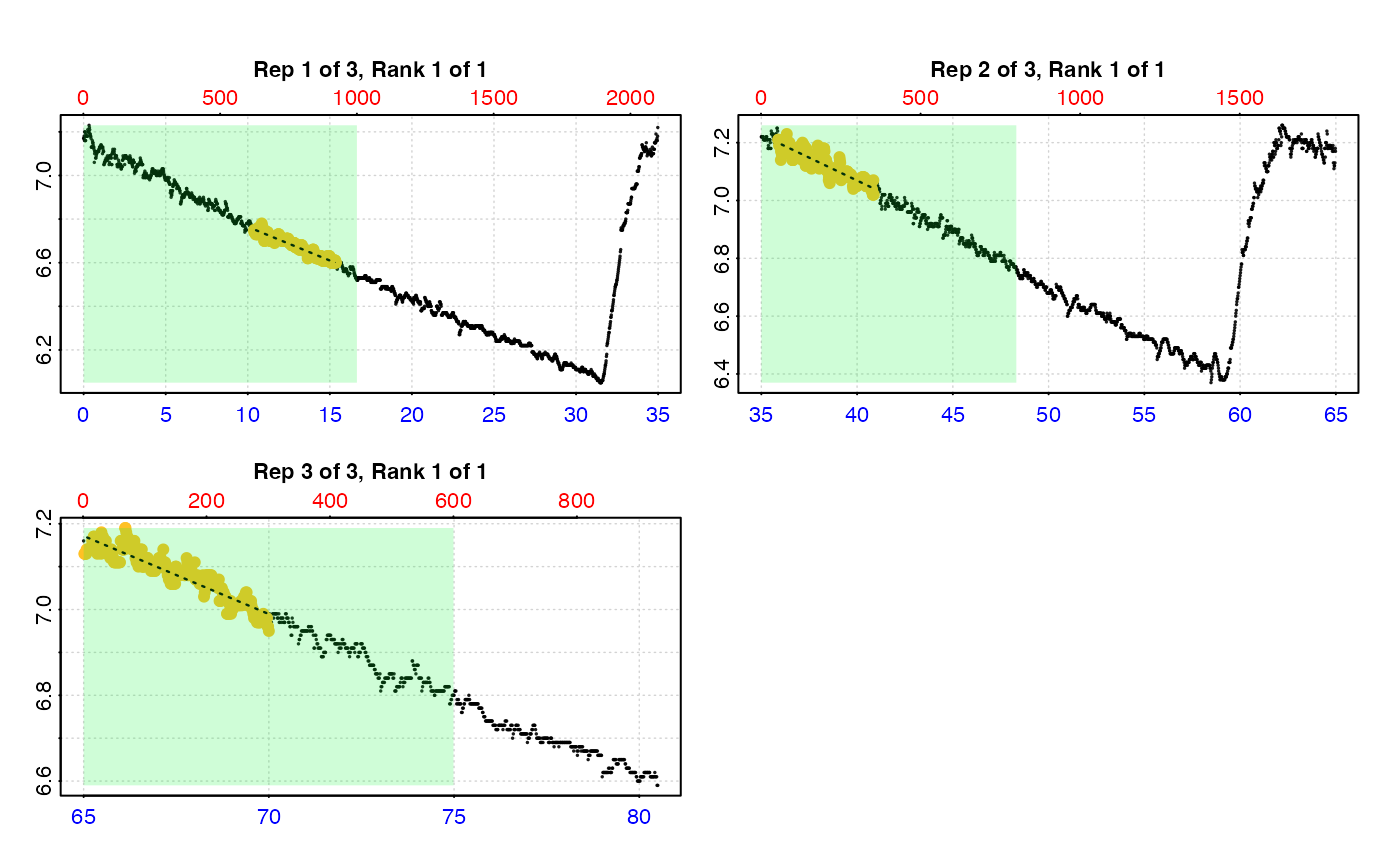 Rep 1 of 3, Rank 1 of 1
0 500 1000 1500 2000
7.0
6.6
6.2
0 5 10 15 20 25 30 35
Rep 2 of 3, Rank 1 of 1
0 500 1000 1500
7.2
7.0
6.8
6.6
6.4
35 40 45 50 55 60 65
Rep 3 of 3, Rank 1 of 1
0 200 400 600 800
7.2
7.0
6.8
6.6
65 70 75 80